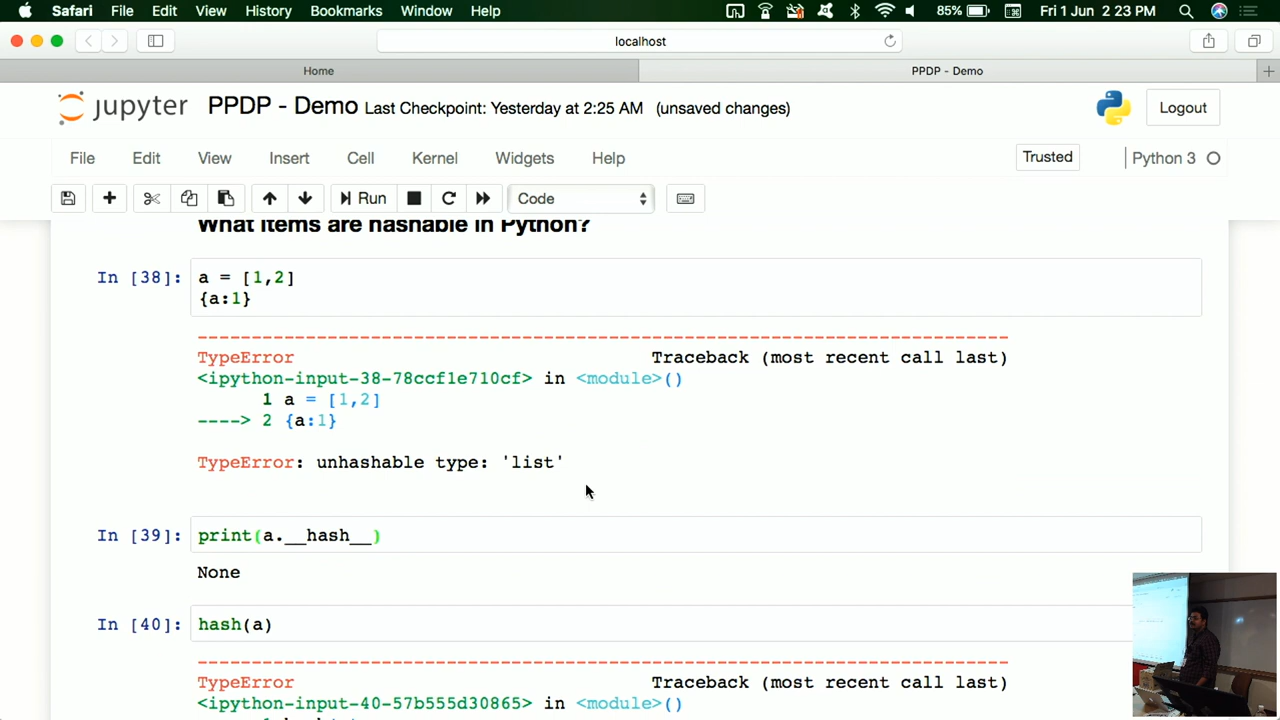 Safari File Edit View History Bookmarks Window Help 85% Fri 1 Jun 2 23 PM
localhost
Home PPDP - Demo
jupyter PPDP - Demo Last Checkpoint: Yesterday at 2:25 AM (unsaved changes) Logout
File Edit View Insert Cell Kernel Widgets Help Trusted Python 3
Run Code
What items are hashable in Python?
In [38]: a = [1,2]
{a:1}
TypeError Traceback (most recent call last)
<ipython-input-38-78ccf1e710cf> in <module>()
1 a = [1,2]
----> 2 {a:1}
TypeError: unhashable type: 'list'
In [39]: print(a.__hash__)
None
In [40]: hash(a)
TypeError Traceback (most recent call last)
<ipython-input-40-57b555d30865> in <module>()